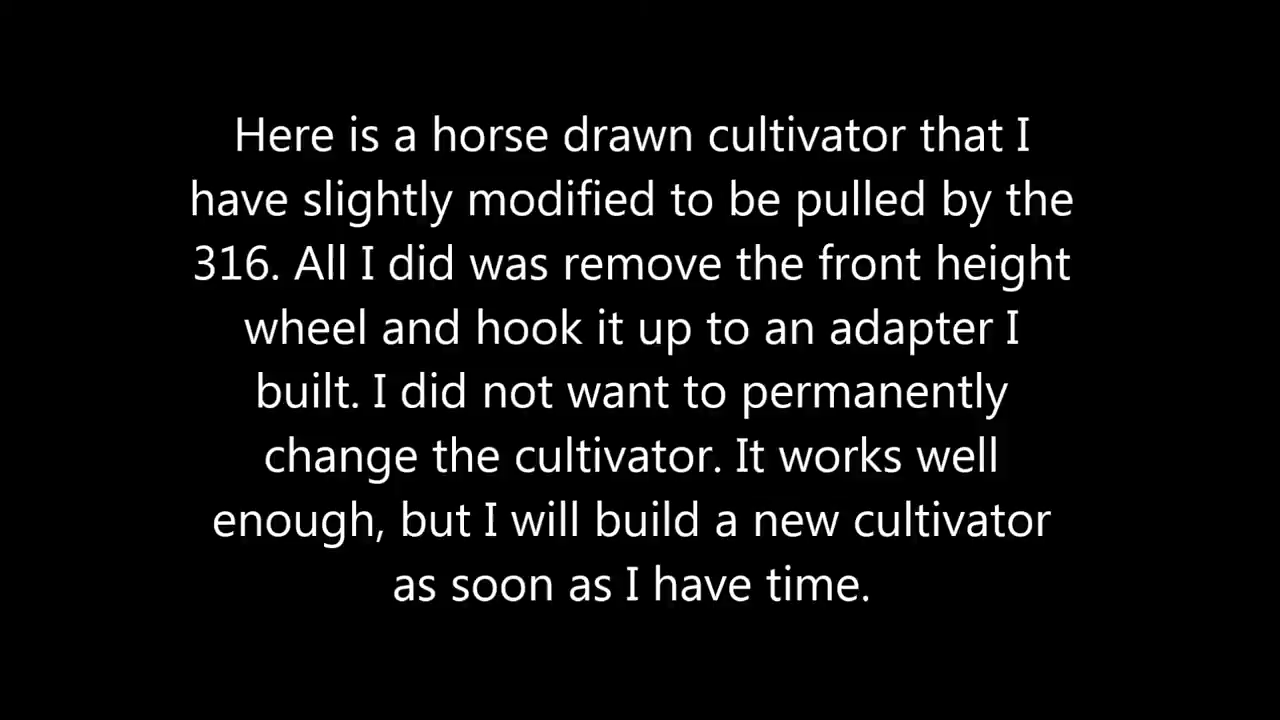 Here is a horse drawn cultivator that I
have slightly modified to be pulled by the
316. All I did was remove the front height
wheel and hook it up to an adapter I
built. I did not want to permanently
change the cultivator. It works well
enough, but I will build a new cultivator
as soon as I have time.